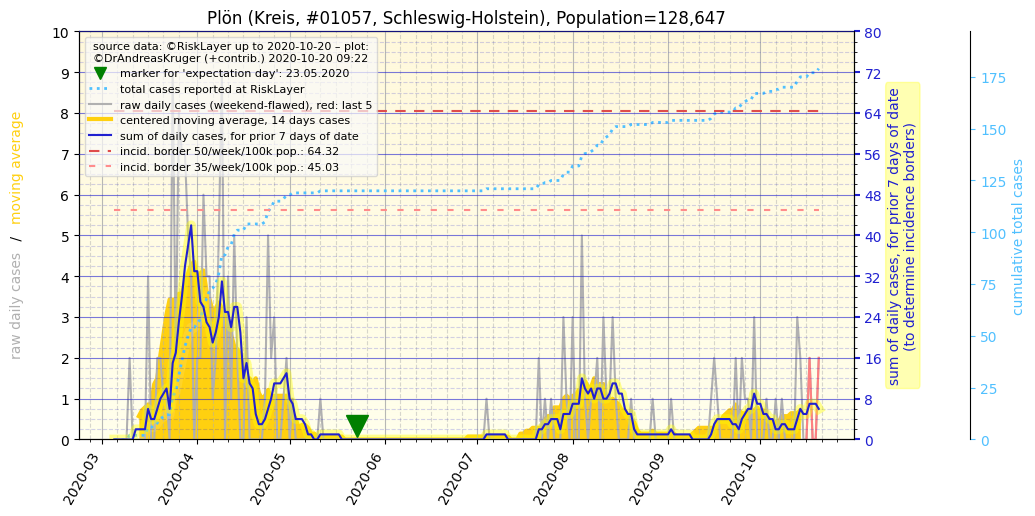 Plön (Kreis, #01057, Schleswig-Holstein), Population=128,647
source data: ©RiskLayer up to 2020-10-20 – plot:
©DrAndreasKruger (+contrib.) 2020-10-20 09:22
marker for 'expectation day': 23.05.2020
total cases reported at RiskLayer
raw daily cases (weekend-flawed), red: last 5
centered moving average, 14 days cases
sum of daily cases, for prior 7 days of date
incid. border 50/week/100k pop.: 64.32
incid. border 35/week/100k pop.: 45.03
raw daily cases / moving average
10
9
8
7
6
5
4
3
2
1
0
2020-03
2020-04
2020-05
2020-06
2020-07
2020-08
2020-09
2020-10
80
72
64
56
48
40
32
24
16
8
0
sum of daily cases, for prior 7 days of date
(to determine incidence borders)
175
150
125
100
75
50
25
0
cumulative total cases